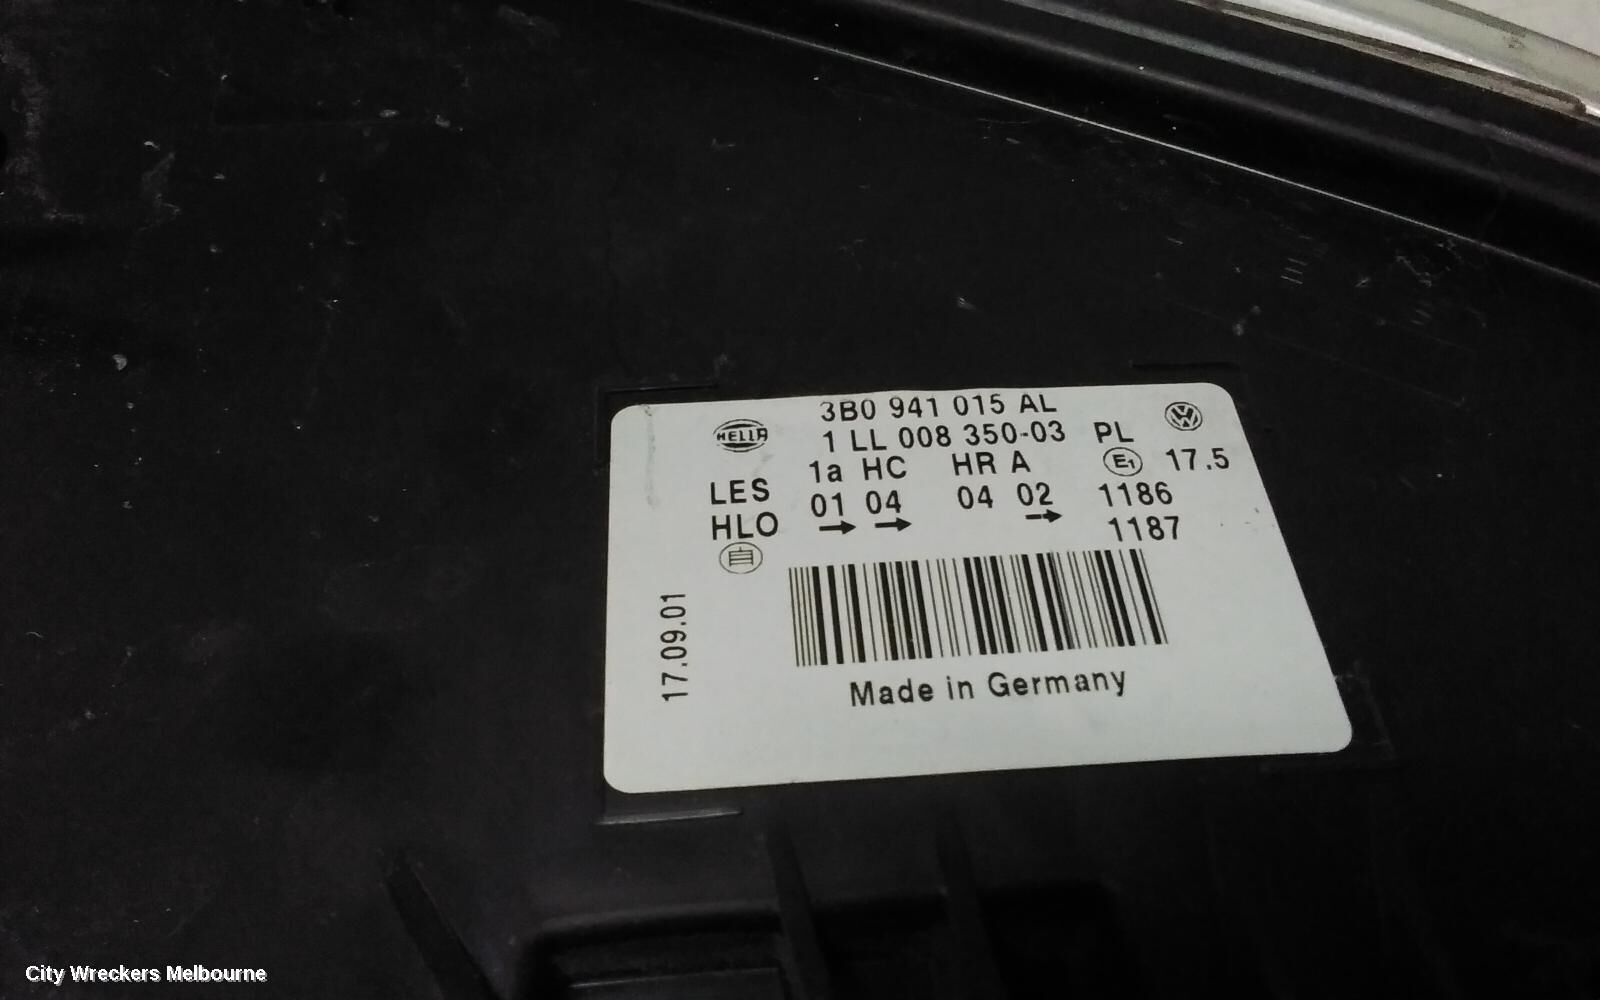 3B0 941 015 AL
HELLA 1 LL 008 350-03 PL
1a HC HR A E1 17.5
LES 01 04 04 02 1186
HLO 1187
自
17.09.01
Made in Germany
City Wreckers Melbourne